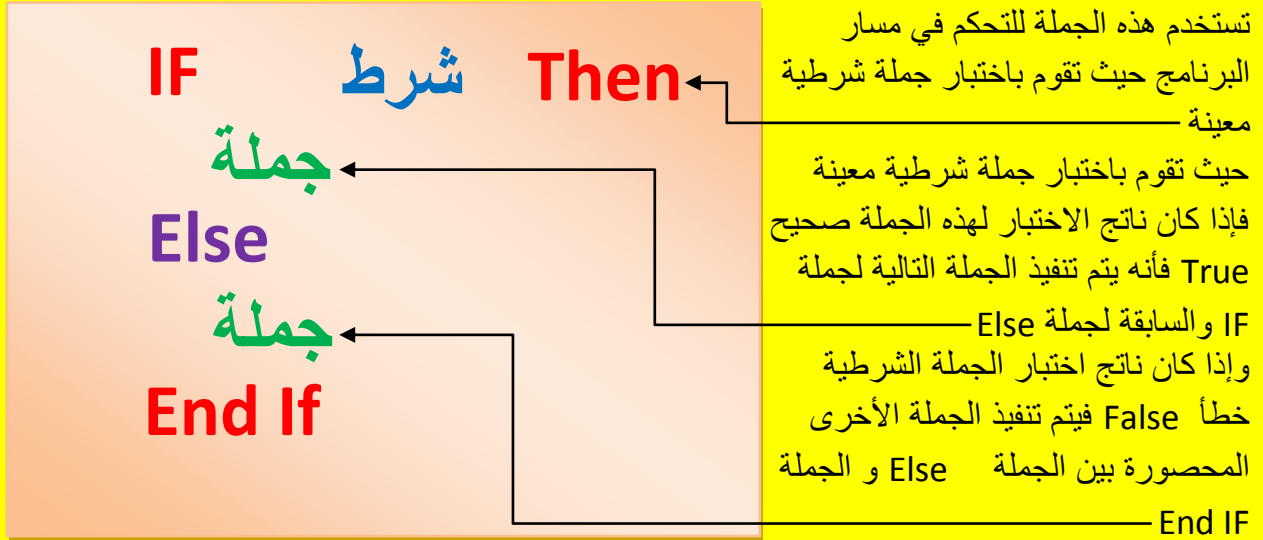 IF شرط Then
جملة
Else
جملة
End If
تستخدم هذه الجملة للتحكم في مسار
البرنامج حيث تقوم باختبار جملة شرطية
معينة
حيث تقوم باختبار جملة شرطية معينة
فإذا كان ناتج الاختبار لهذه الجملة صحيح
True فأنه يتم تنفيذ الجملة التالية لجملة
IF والسابقة لجملة Else
وإذا كان ناتج اختبار الجملة الشرطية
خطأ False فيتم تنفيذ الجملة الأخرى
المحصورة بين الجملة Else و الجملة
End IF